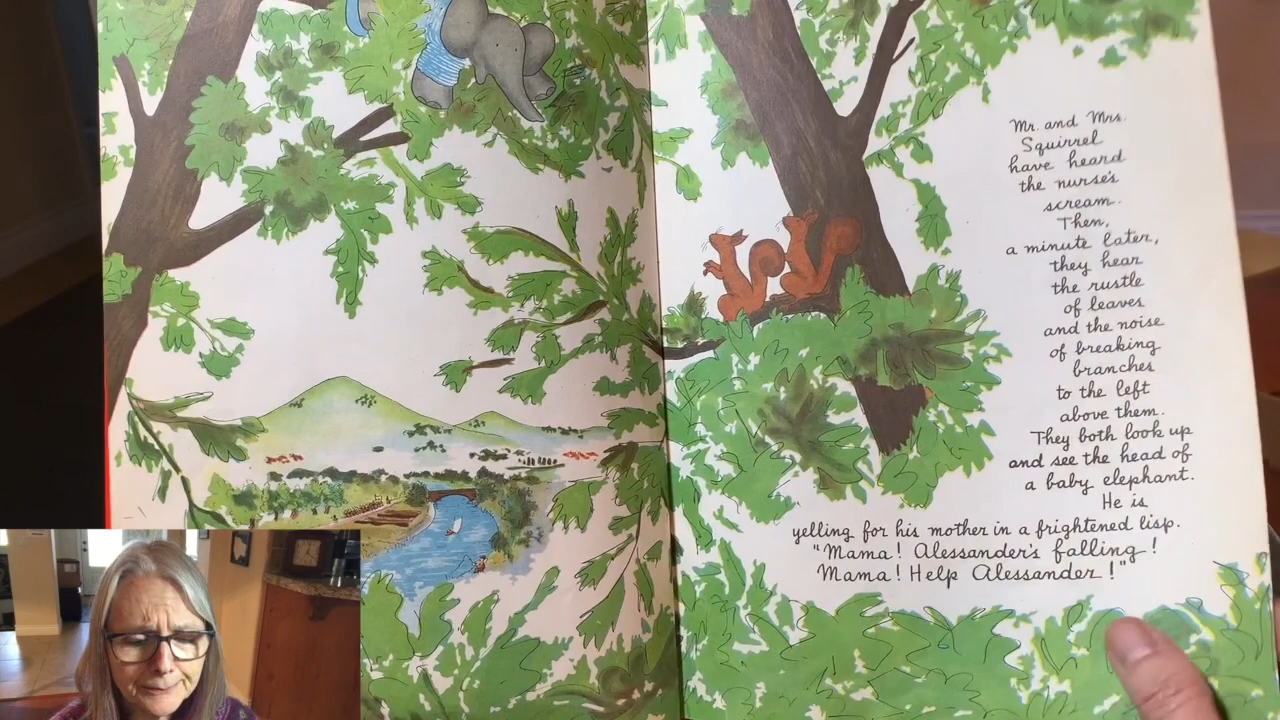 Mr. and Mrs.
Squirrel
have heard
the nurse's
scream.
Then,
a minute later,
they hear
the rustle
of leaves
and the noise
of breaking
branches
to the left
above them.
They both look up
and see the head of
a baby elephant.
He is
yelling for his mother in a frightened lisp.
"Mama! Alessander's falling!
Mama! Help Alessander!"